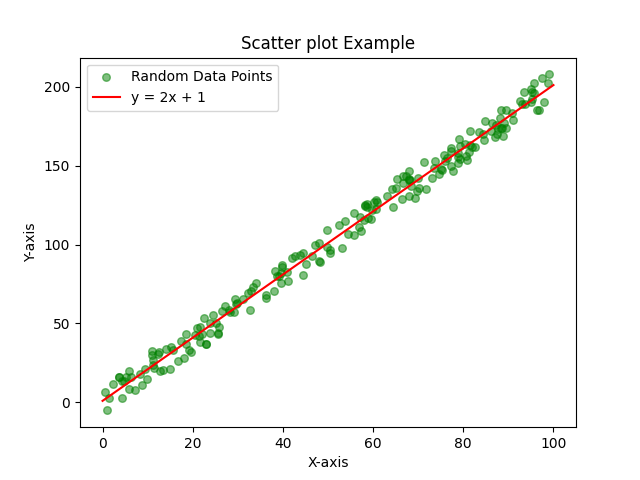 Scatter plot Example
Random Data Points
y = 2x + 1
Y-axis
200
150
100
50
0
0 20 40 60 80 100
X-axis